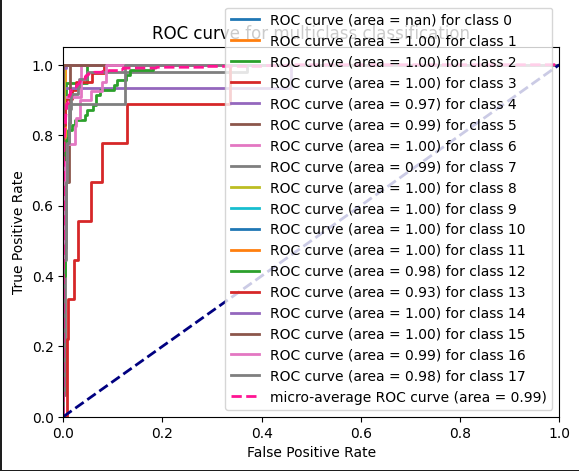 ROC curve for multiclass classification
ROC curve (area = nan) for class 0
ROC curve (area = 1.00) for class 1
ROC curve (area = 1.00) for class 2
ROC curve (area = 1.00) for class 3
ROC curve (area = 0.97) for class 4
ROC curve (area = 0.99) for class 5
ROC curve (area = 1.00) for class 6
ROC curve (area = 0.99) for class 7
ROC curve (area = 1.00) for class 8
ROC curve (area = 1.00) for class 9
ROC curve (area = 1.00) for class 10
ROC curve (area = 1.00) for class 11
ROC curve (area = 0.98) for class 12
ROC curve (area = 0.93) for class 13
ROC curve (area = 1.00) for class 14
ROC curve (area = 1.00) for class 15
ROC curve (area = 0.99) for class 16
ROC curve (area = 0.98) for class 17
micro-average ROC curve (area = 0.99)
True Positive Rate
1.0
0.8
0.6
0.4
0.2
0.0
0.0 0.2 0.4 0.6 0.8 1.0
False Positive Rate